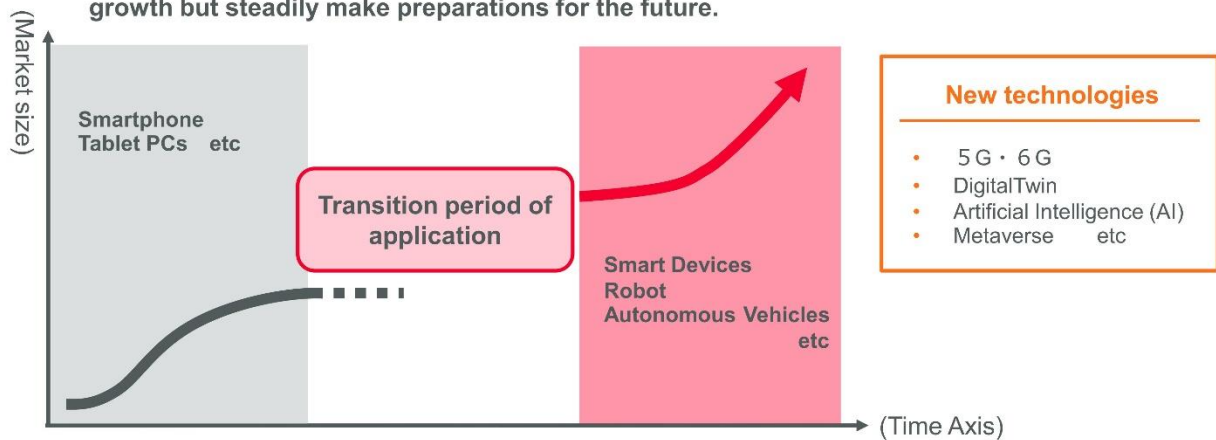 growth but steadily make preparations for the future.
(Market size)
Smartphone
Tablet PCs etc
Transition period of
application
Smart Devices
Robot
Autonomous Vehicles
etc
(Time Axis)
New technologies
• 5G・6G
• DigitalTwin
• Artificial Intelligence (AI)
• Metaverse etc